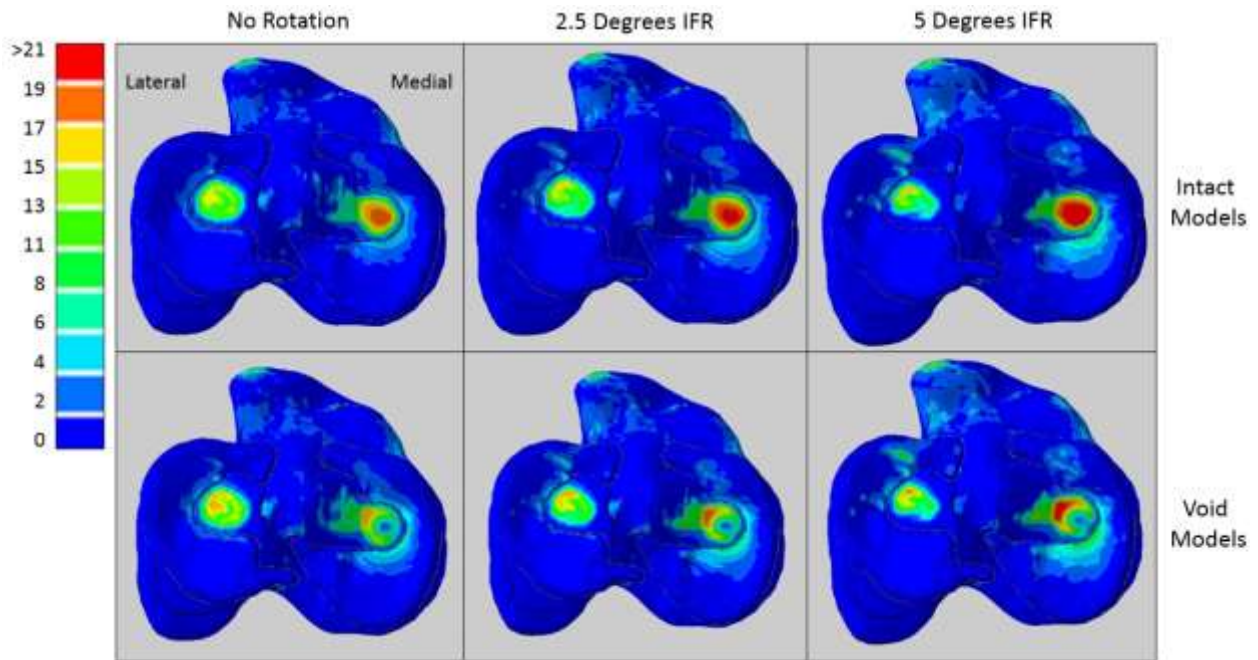 No Rotation
2.5 Degrees IFR
5 Degrees IFR
>21
19
17
15
13
11
8
6
4
2
0
Lateral
Medial
Intact
Models
Void
Models